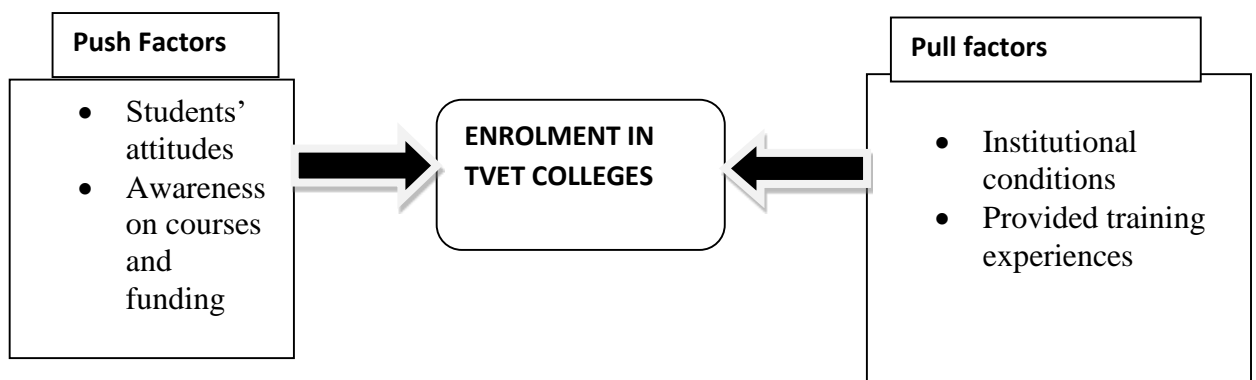 Push Factors
• Students’
attitudes
• Awareness
on courses
and
funding
ENROLMENT IN
TVET COLLEGES
Pull factors
• Institutional
conditions
• Provided training
experiences